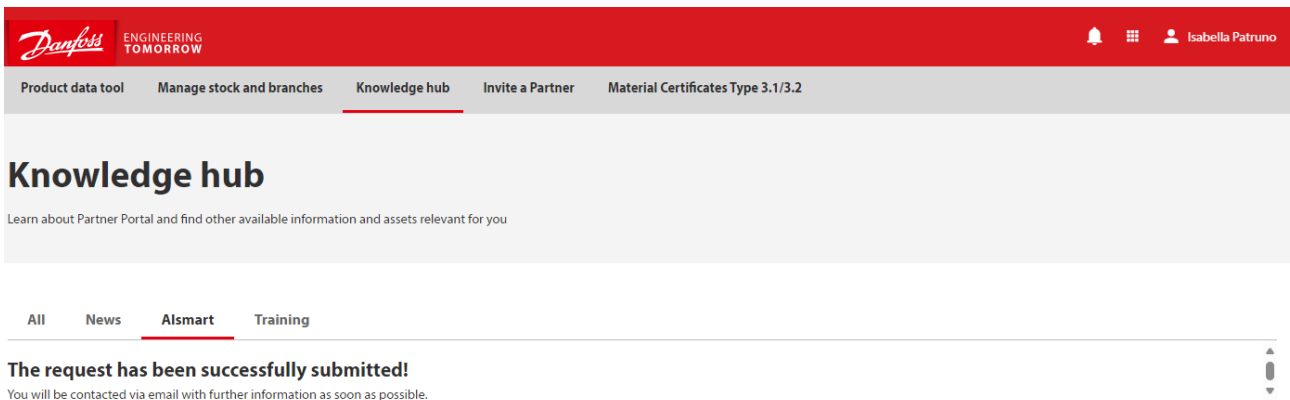 Danfoss
ENGINEERING
TOMORROW
Isabella Patruno
Product data tool Manage stock and branches Knowledge hub Invite a Partner Material Certificates Type 3.1/3.2
Knowledge hub
Learn about Partner Portal and find other available information and assets relevant for you
All News Alsmart Training
The request has been successfully submitted!
You will be contacted via email with further information as soon as possible.